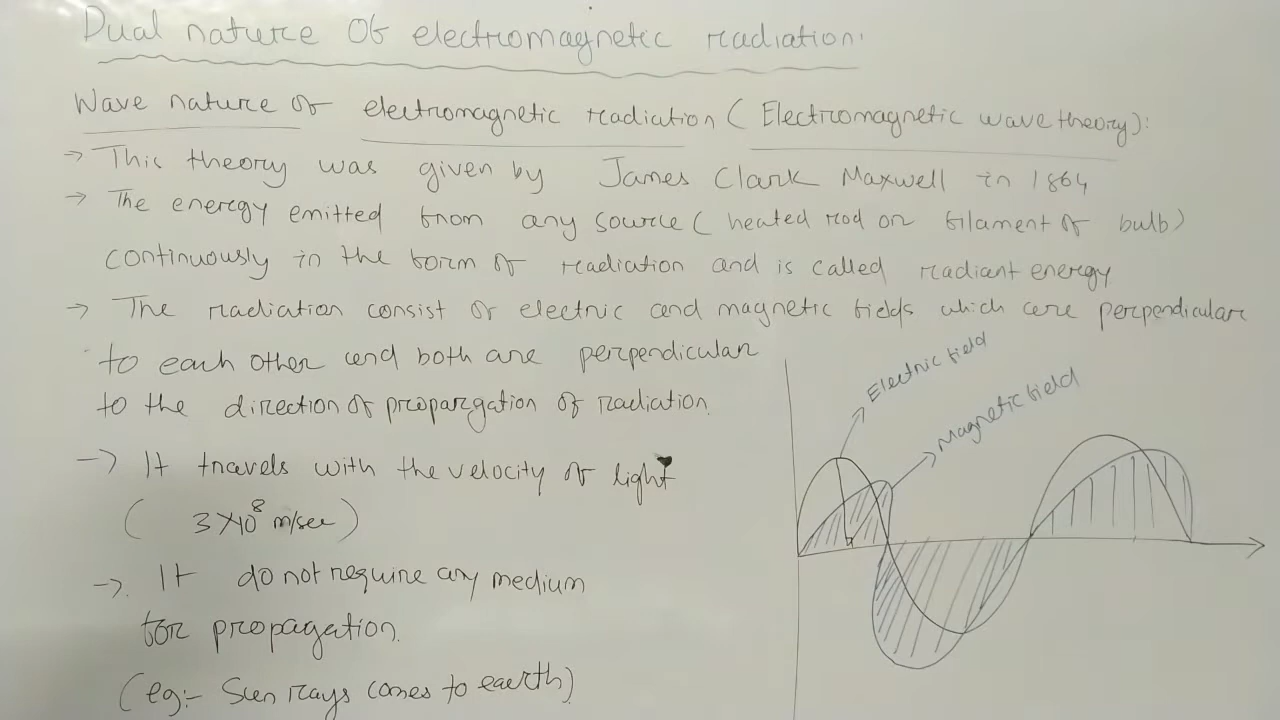 Dual nature Of electromagnetic radiation.
Wave nature of electromagnetic radiation ( Electromagnetic wave theory):
→ This theory was given by James Clark Maxwell in 1864
→ The energy emitted from any source ( heated rod or filament of bulb)
continuously in the form of radiation and is called radiant energy
→ The radiation consist of electric and magnetic fields which are perpendicular
to each other and both are perpendicular
to the direction of propargation of radiation.
Electric field
Magnetic field
→ It travels with the velocity of light
( 3×10⁸ m/sec )
→ It do not require any medium
for propagation.
(eg:- Sun rays comes to earth)